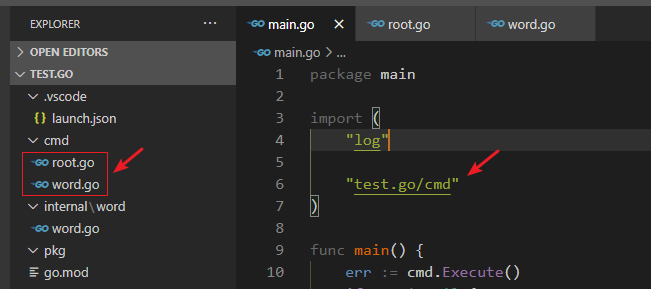 EXPLORER
...
OPEN EDITORS
TEST.GO
.vscode
{} launch.json
cmd
GO root.go
GO word.go
internal\word
GO word.go
pkg
go.mod
GO main.go ×
GO root.go
GO word.go
GO main.go > ...
1 package main
2
3 import (
4 "log"
5
6 "test.go/cmd"
7 )
8
9 func main() {
10 err := cmd.Execute()